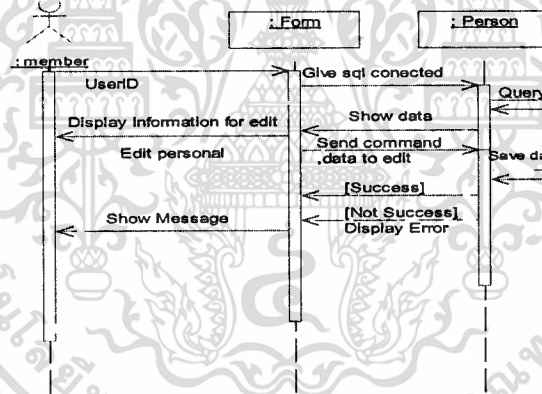 : Form
: Person
: member
UserID
Give sql conected
Query
Display Information for edit
Show data
Edit personal
Send command
,data to edit
Save da
[Success]
Show Message
[Not Success]
Display Error